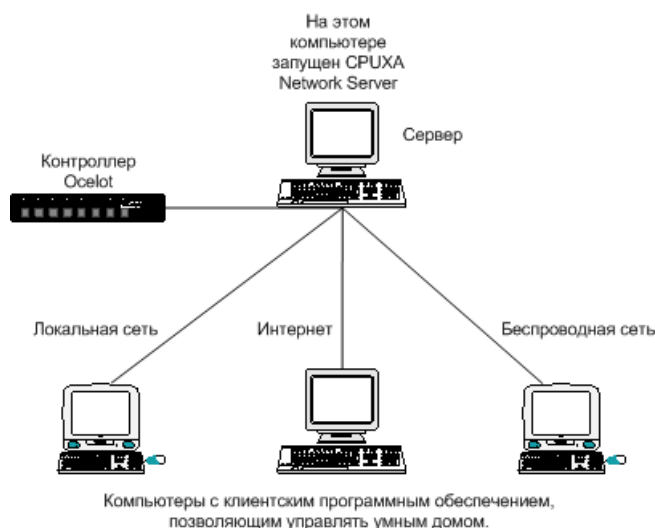 На этом
компьютере
запущен CPUXA
Network Server
Сервер
Контроллер
Ocelot
Локальная сеть
Интернет
Беспроводная сеть
Компьютеры с клиентским программным обеспечением,
позволяющим управлять умным домом.